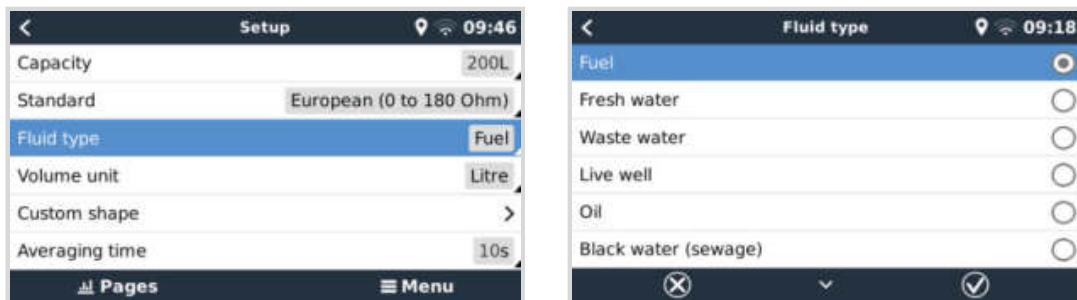 Setup 09:46
Capacity 200L
Standard European (0 to 180 Ohm)
Fluid type Fuel
Volume unit Litre
Custom shape
Averaging time 10s
Pages Menu
Fluid type 09:18
Fuel
Fresh water
Waste water
Live well
Oil
Black water (sewage)